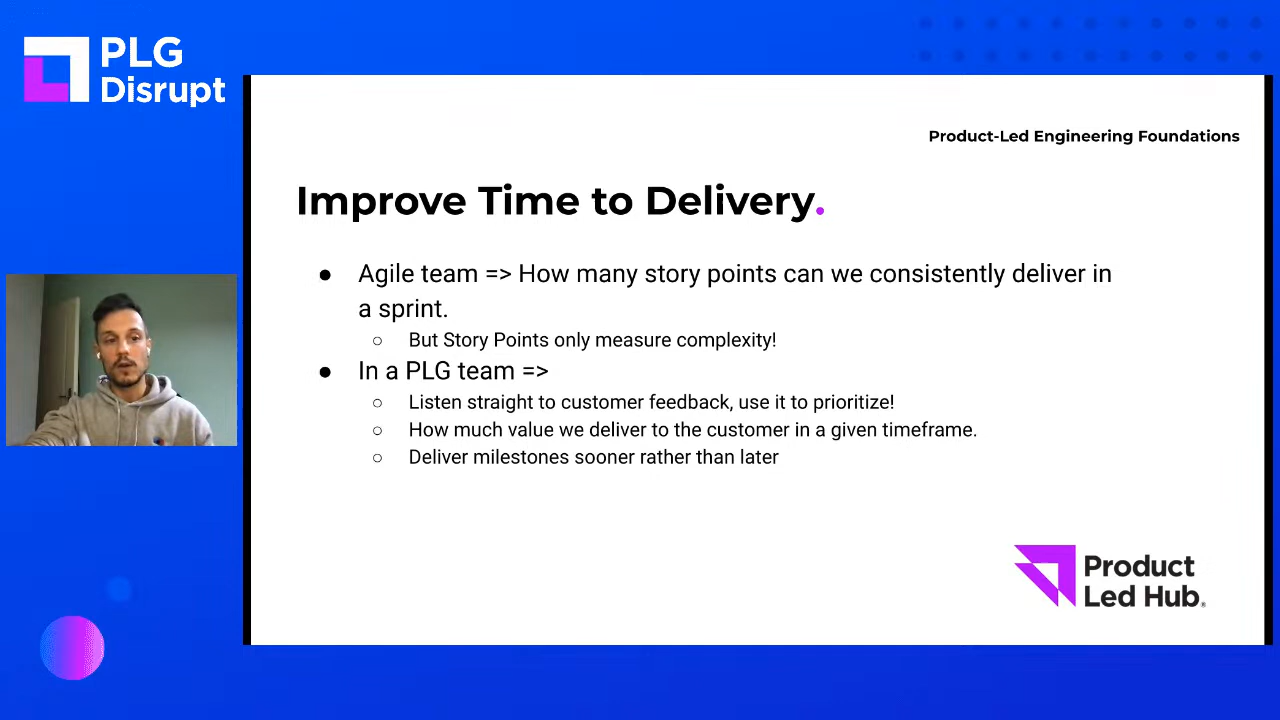 PLG
Disrupt
Product-Led Engineering Foundations
Improve Time to Delivery.
● Agile team => How many story points can we consistently deliver in
a sprint.
○ But Story Points only measure complexity!
● In a PLG team =>
○ Listen straight to customer feedback, use it to prioritize!
○ How much value we deliver to the customer in a given timeframe.
○ Deliver milestones sooner rather than later
Product
Led Hub®